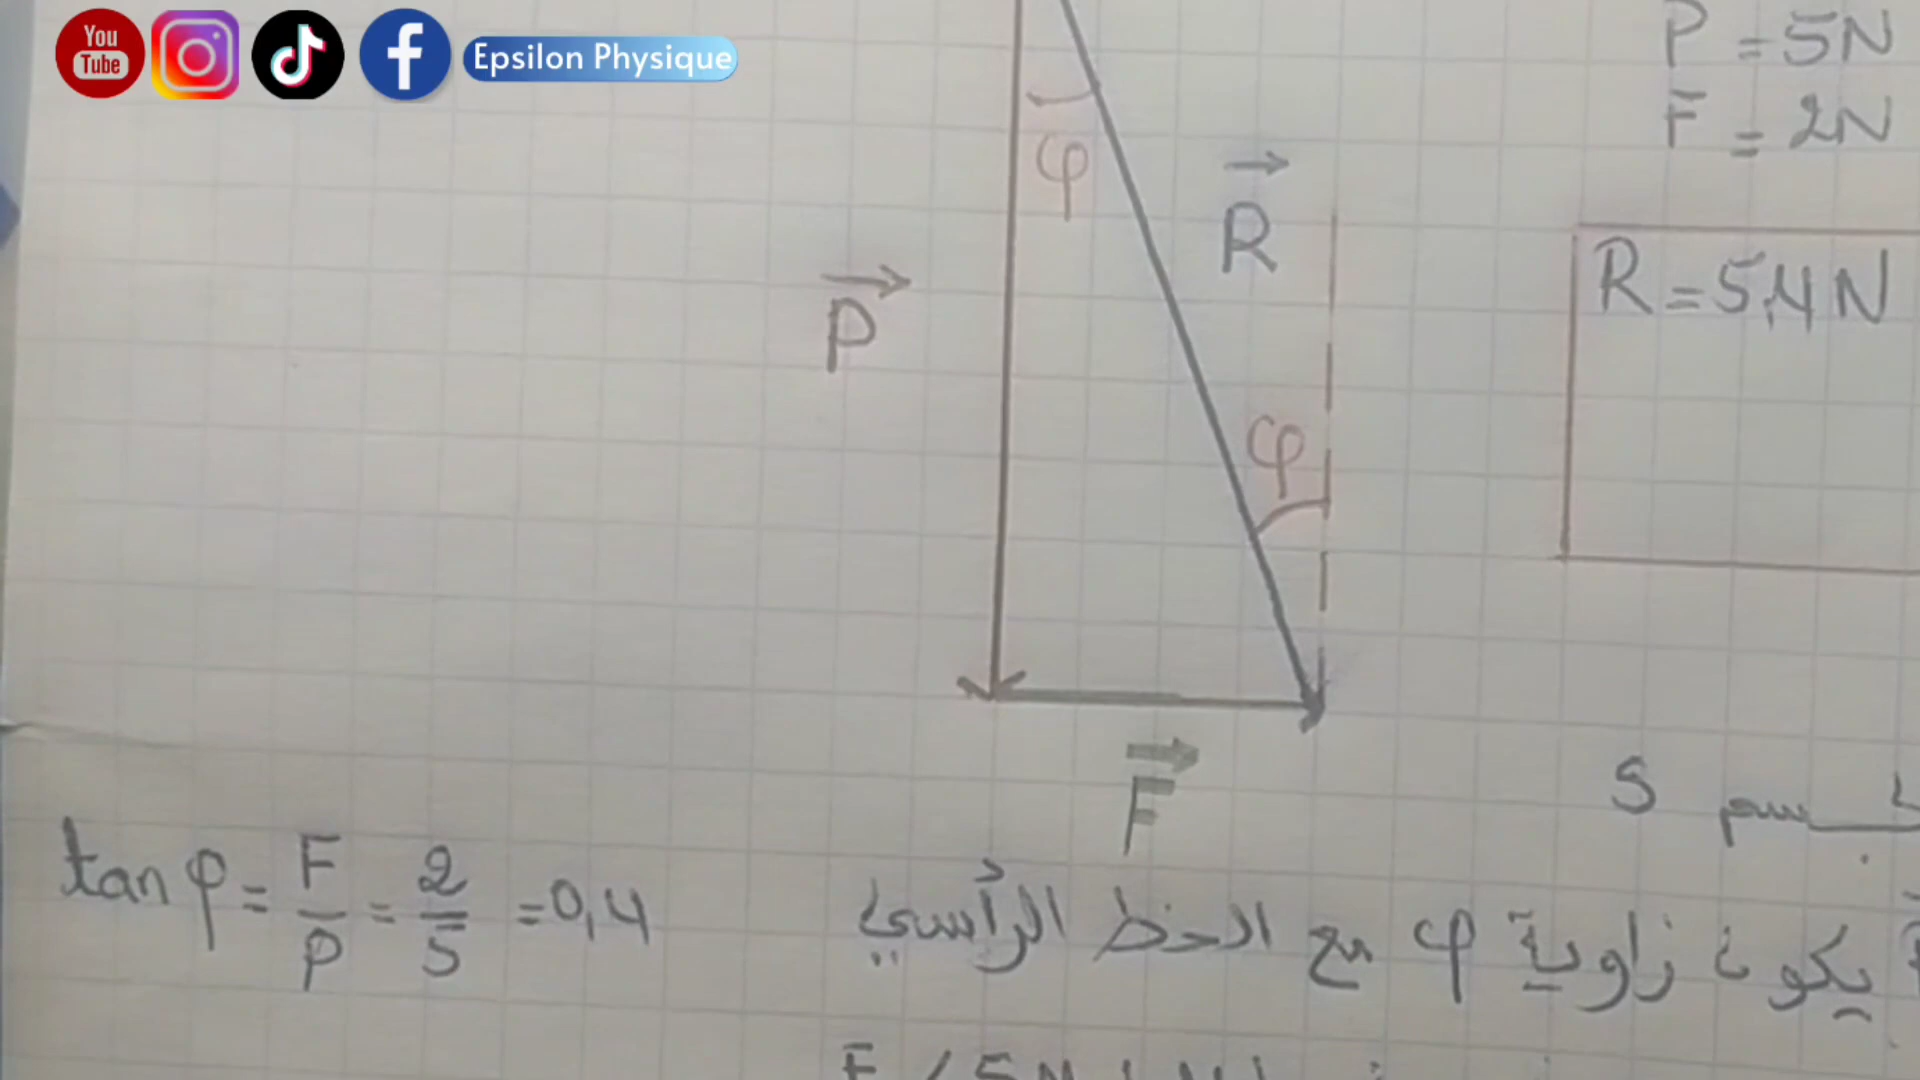 You Tube
Epsilon Physique
P = 5N
F = 2N
R = 5,4 N
φ
R
P
φ
F
S
tan φ = F/P = 2/5 = 0,4
يكون زاوية φ مع الخط الرأسي